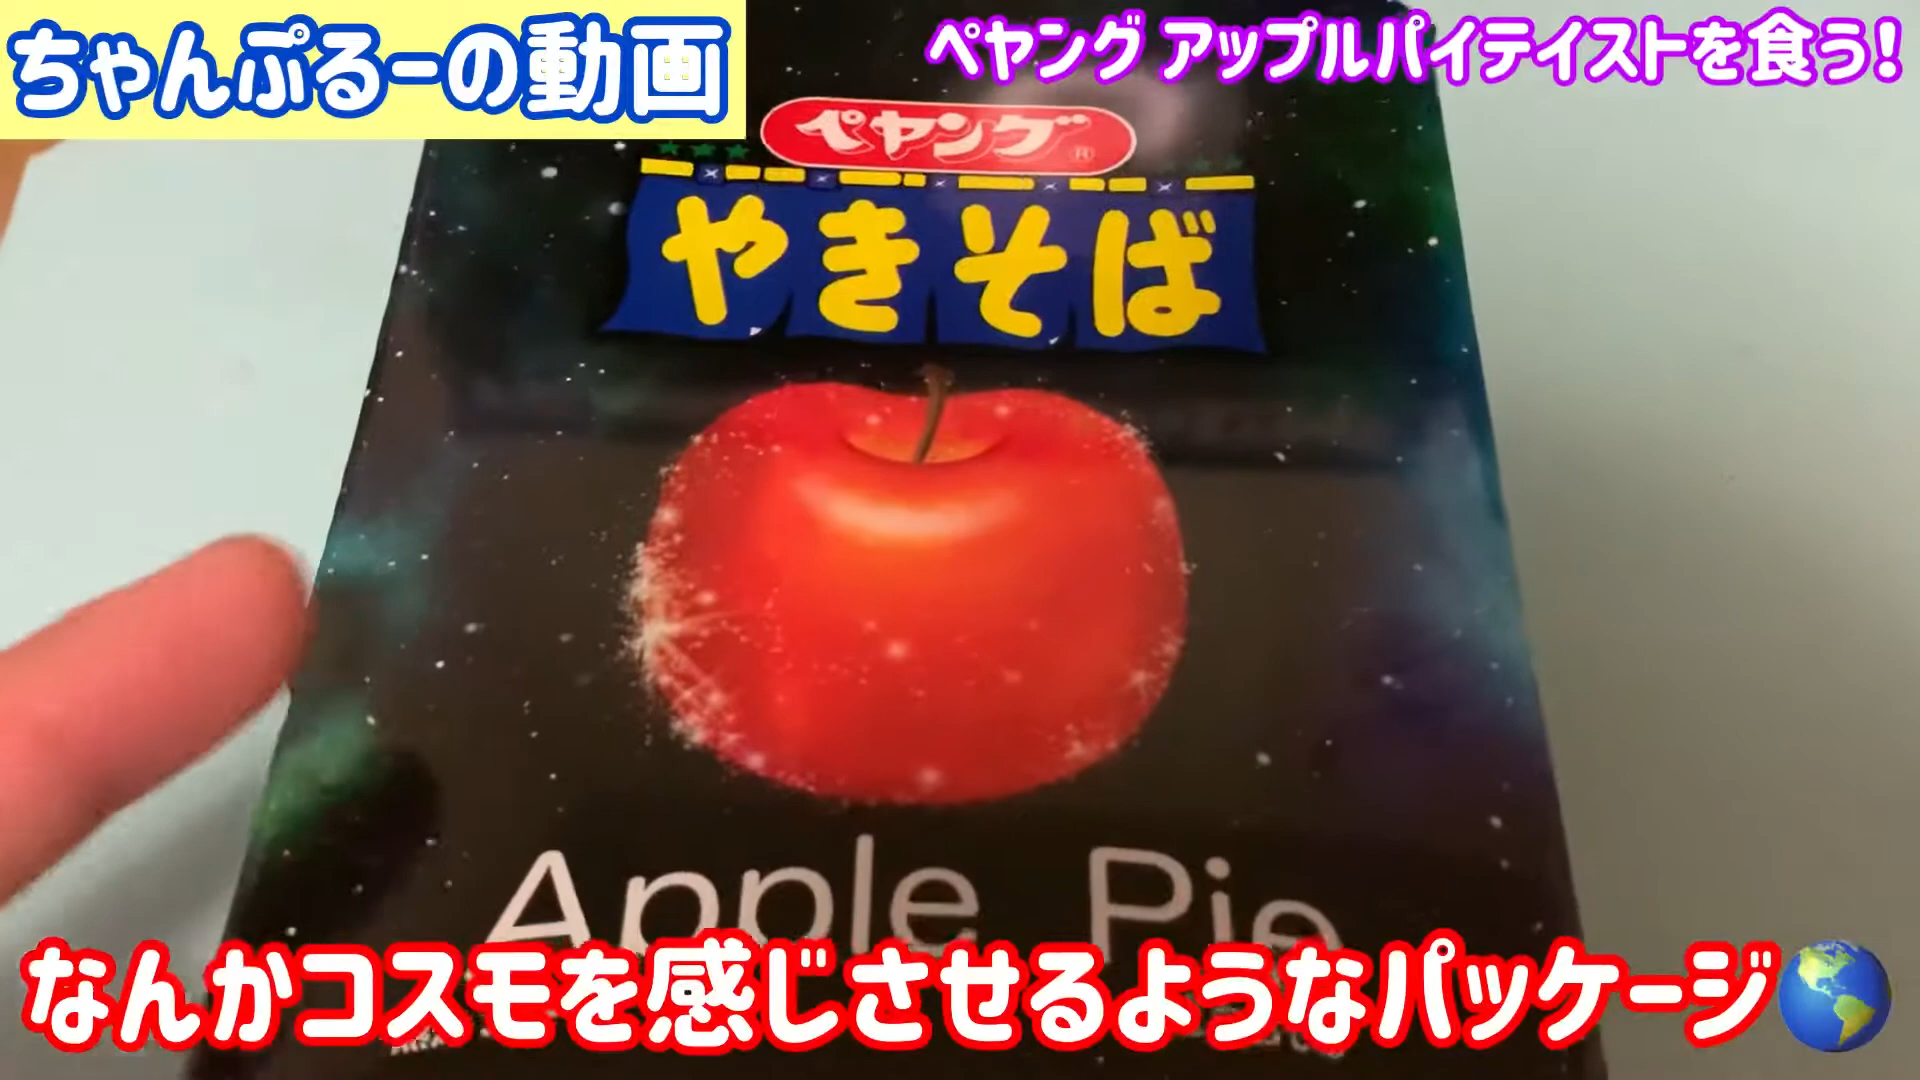 ちゃんぷるーの動画
ペヤング アップルパイテイストを食う!
ペヤング®
やきそば
Apple Pie
なんかコスモを感じさせるようなパッケージ🌎